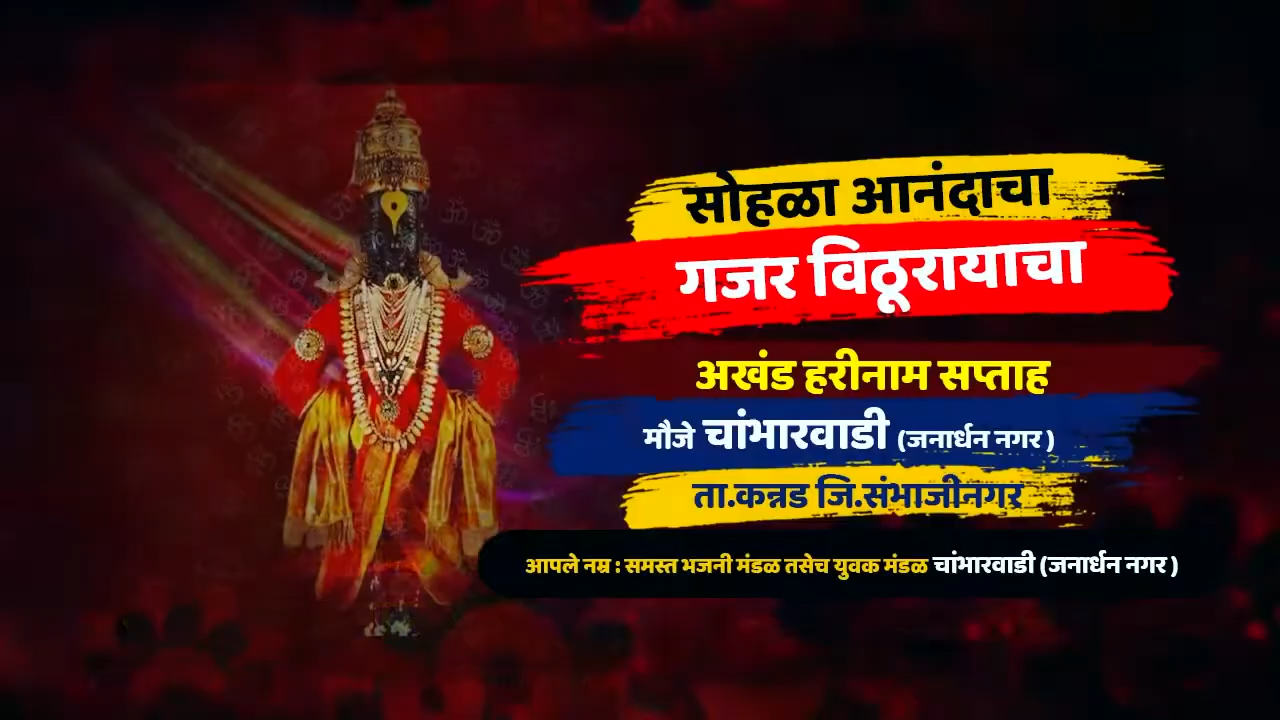 सोहळा आनंदाचा
गजर विठूरायाचा
अखंड हरीनाम सप्ताह
मौजे चांभारवाडी (जनार्धन नगर )
ता.कन्नड जि.संभाजीनगर
आपले नम्र : समस्त भजनी मंडळ तसेच युवक मंडळ चांभारवाडी (जनार्धन नगर )